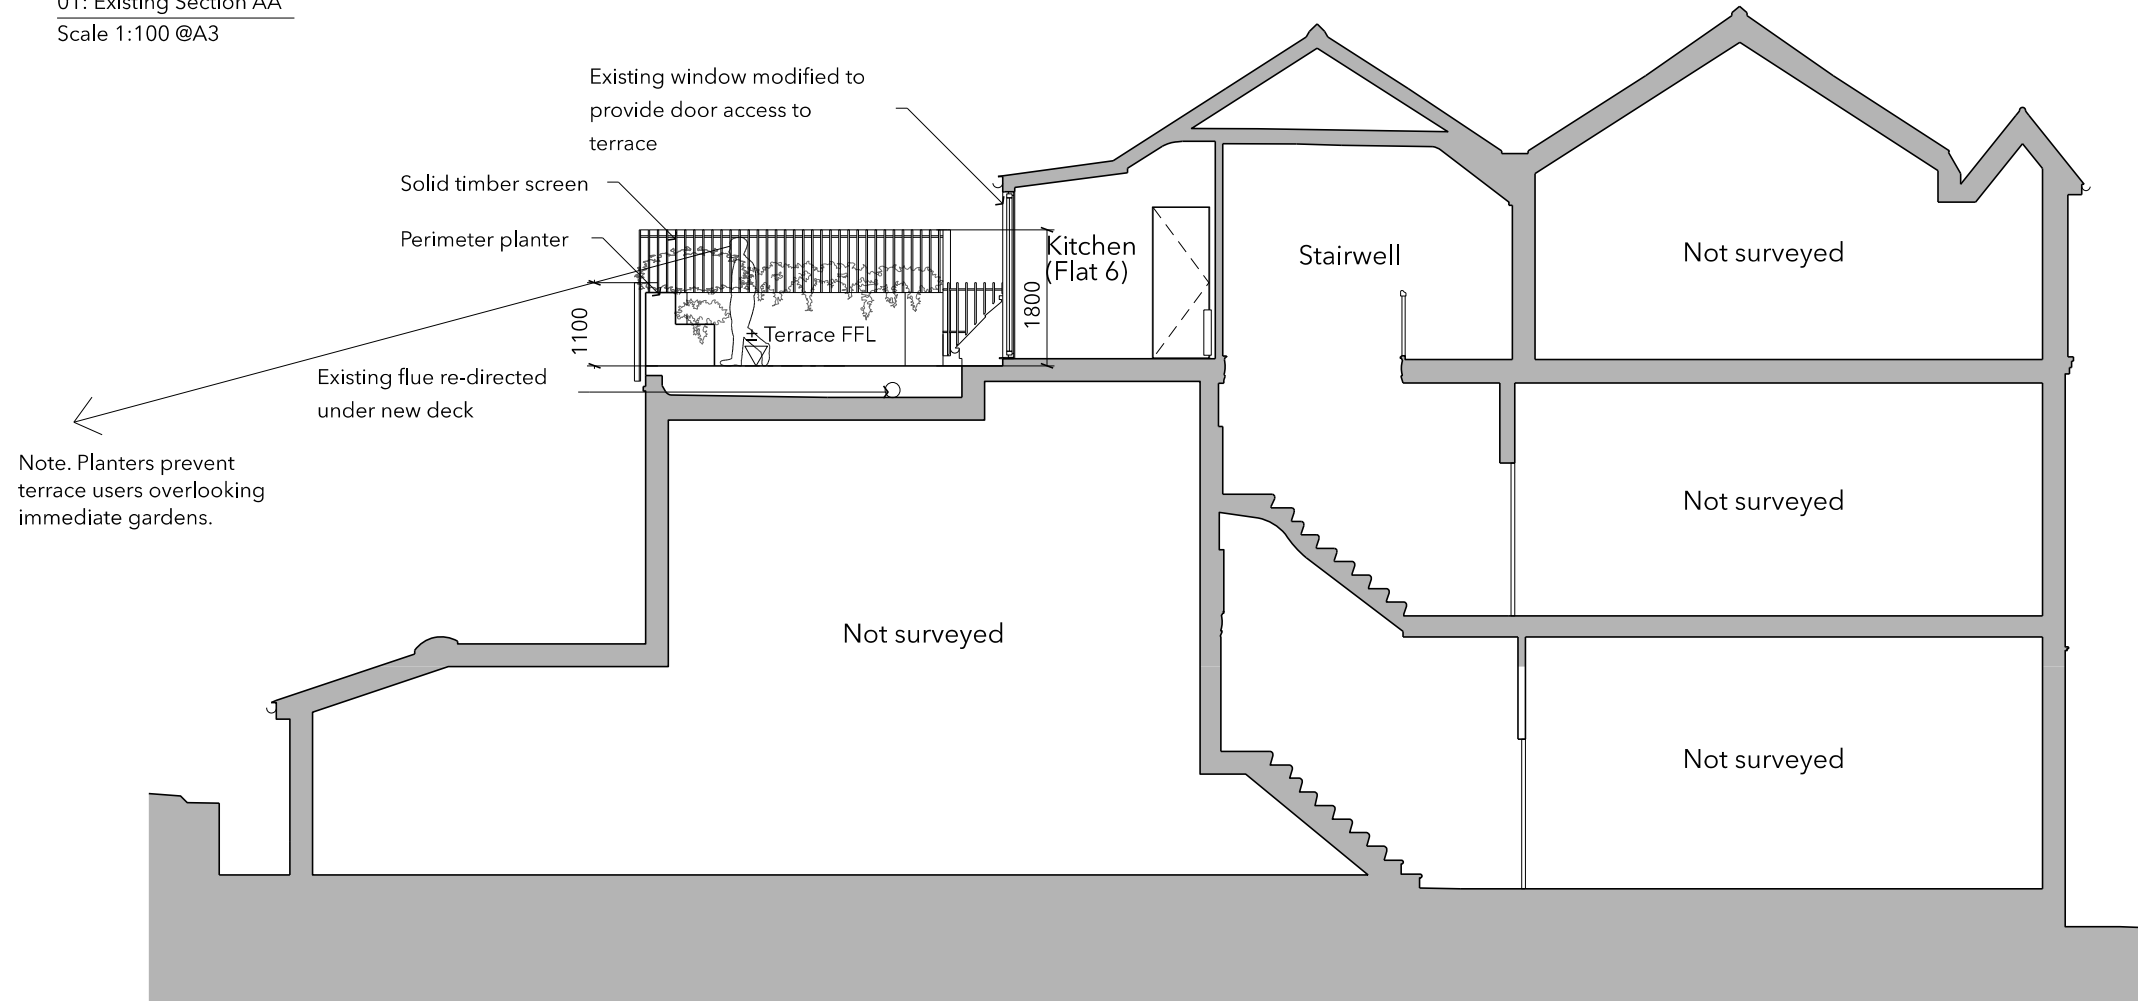 01: Existing Section AA
Scale 1:100 @A3
Existing window modified to
provide door access to
terrace
Solid timber screen
Perimeter planter
Kitchen
(Flat 6)
Stairwell
Not surveyed
1100
1800
Terrace FFL
Existing flue re-directed
under new deck
Note. Planters prevent
terrace users overlooking
immediate gardens.
Not surveyed
Not surveyed
Not surveyed